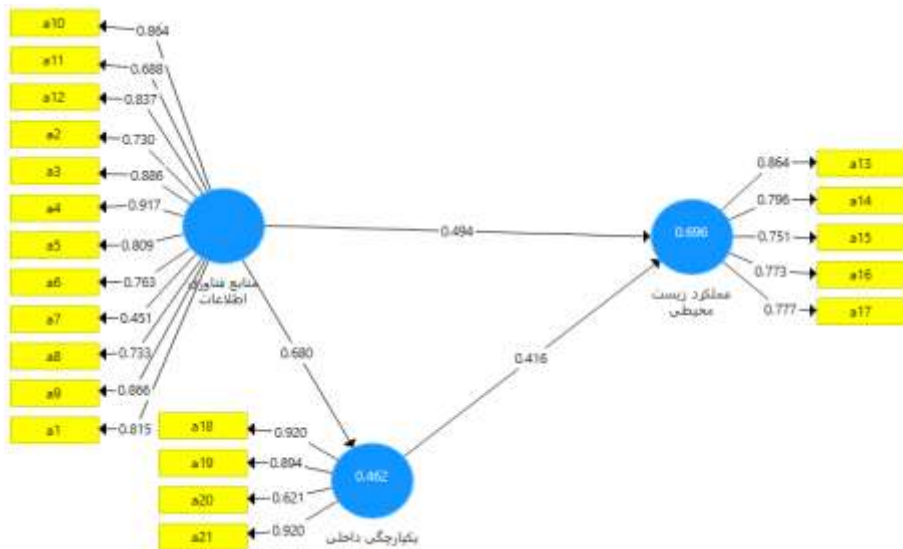 a10
0.864
a11
0.688
a12
0.837
a2
0.730
a3
0.886
a4
0.917
a5
0.809
a6
0.763
a7
0.451
a8
0.733
a9
0.866
a1
0.815
منابع فناوری
اطلاعات
0.494
0.680
0.416
0.696
عملکرد زیست
محیطی
0.864
a13
0.796
a14
0.751
a15
0.773
a16
0.777
a17
a18
0.920
a19
0.894
a20
0.621
a21
0.920
0.462
یکپارچگی داخلی